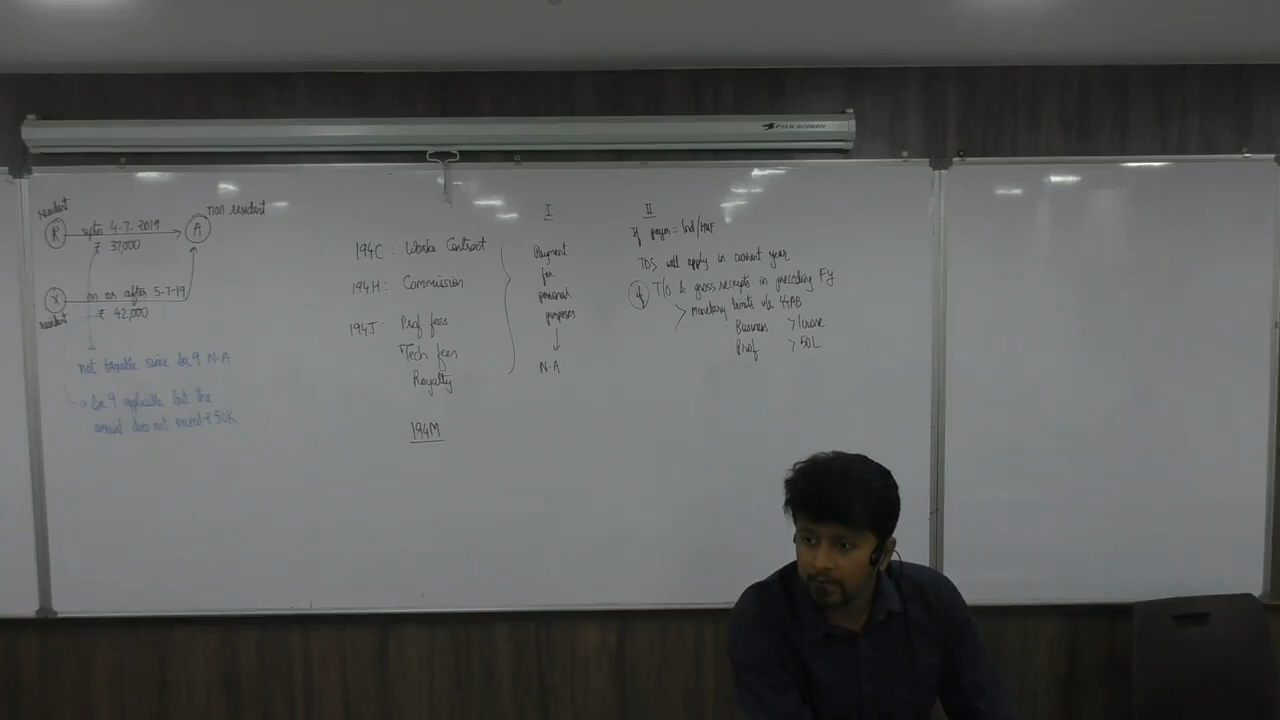 FOX SCREEN
resident
non resident
R
upto 4-7-2019
A
₹ 37,000
X
on or after 5-7-19
resident
₹ 42,000
not taxable since Sec 9 N.A
Sec 9 applicable but the
amount does not exceed ₹ 50K
194C : Works Contract
194H : Commission
194J : Prof fees
Tech fees
Royalty
194M
I
Payment
for
personal
purposes
N.A
II
If payer = Ind/HUF
TDS will apply in current year
if T/O & gross receipts in preceding FY
> Monetary limits u/s 44AB
Business > 1 crore
Prof > 50L